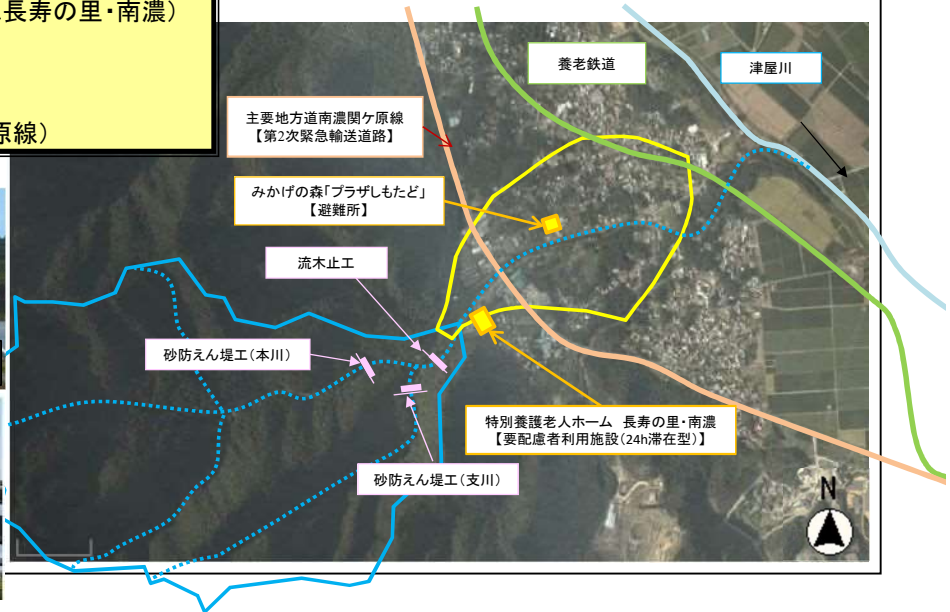 長寿の里・南濃)
原線)
養老鉄道
津屋川
主要地方道南濃関ケ原線
【第2次緊急輸送道路】
みかげの森「プラザしもたど」
【避難所】
流木止工
砂防えん堤工(本川)
特別養護老人ホーム 長寿の里・南濃
【要配慮者利用施設(24h滞在型)】
砂防えん堤工(支川)
N